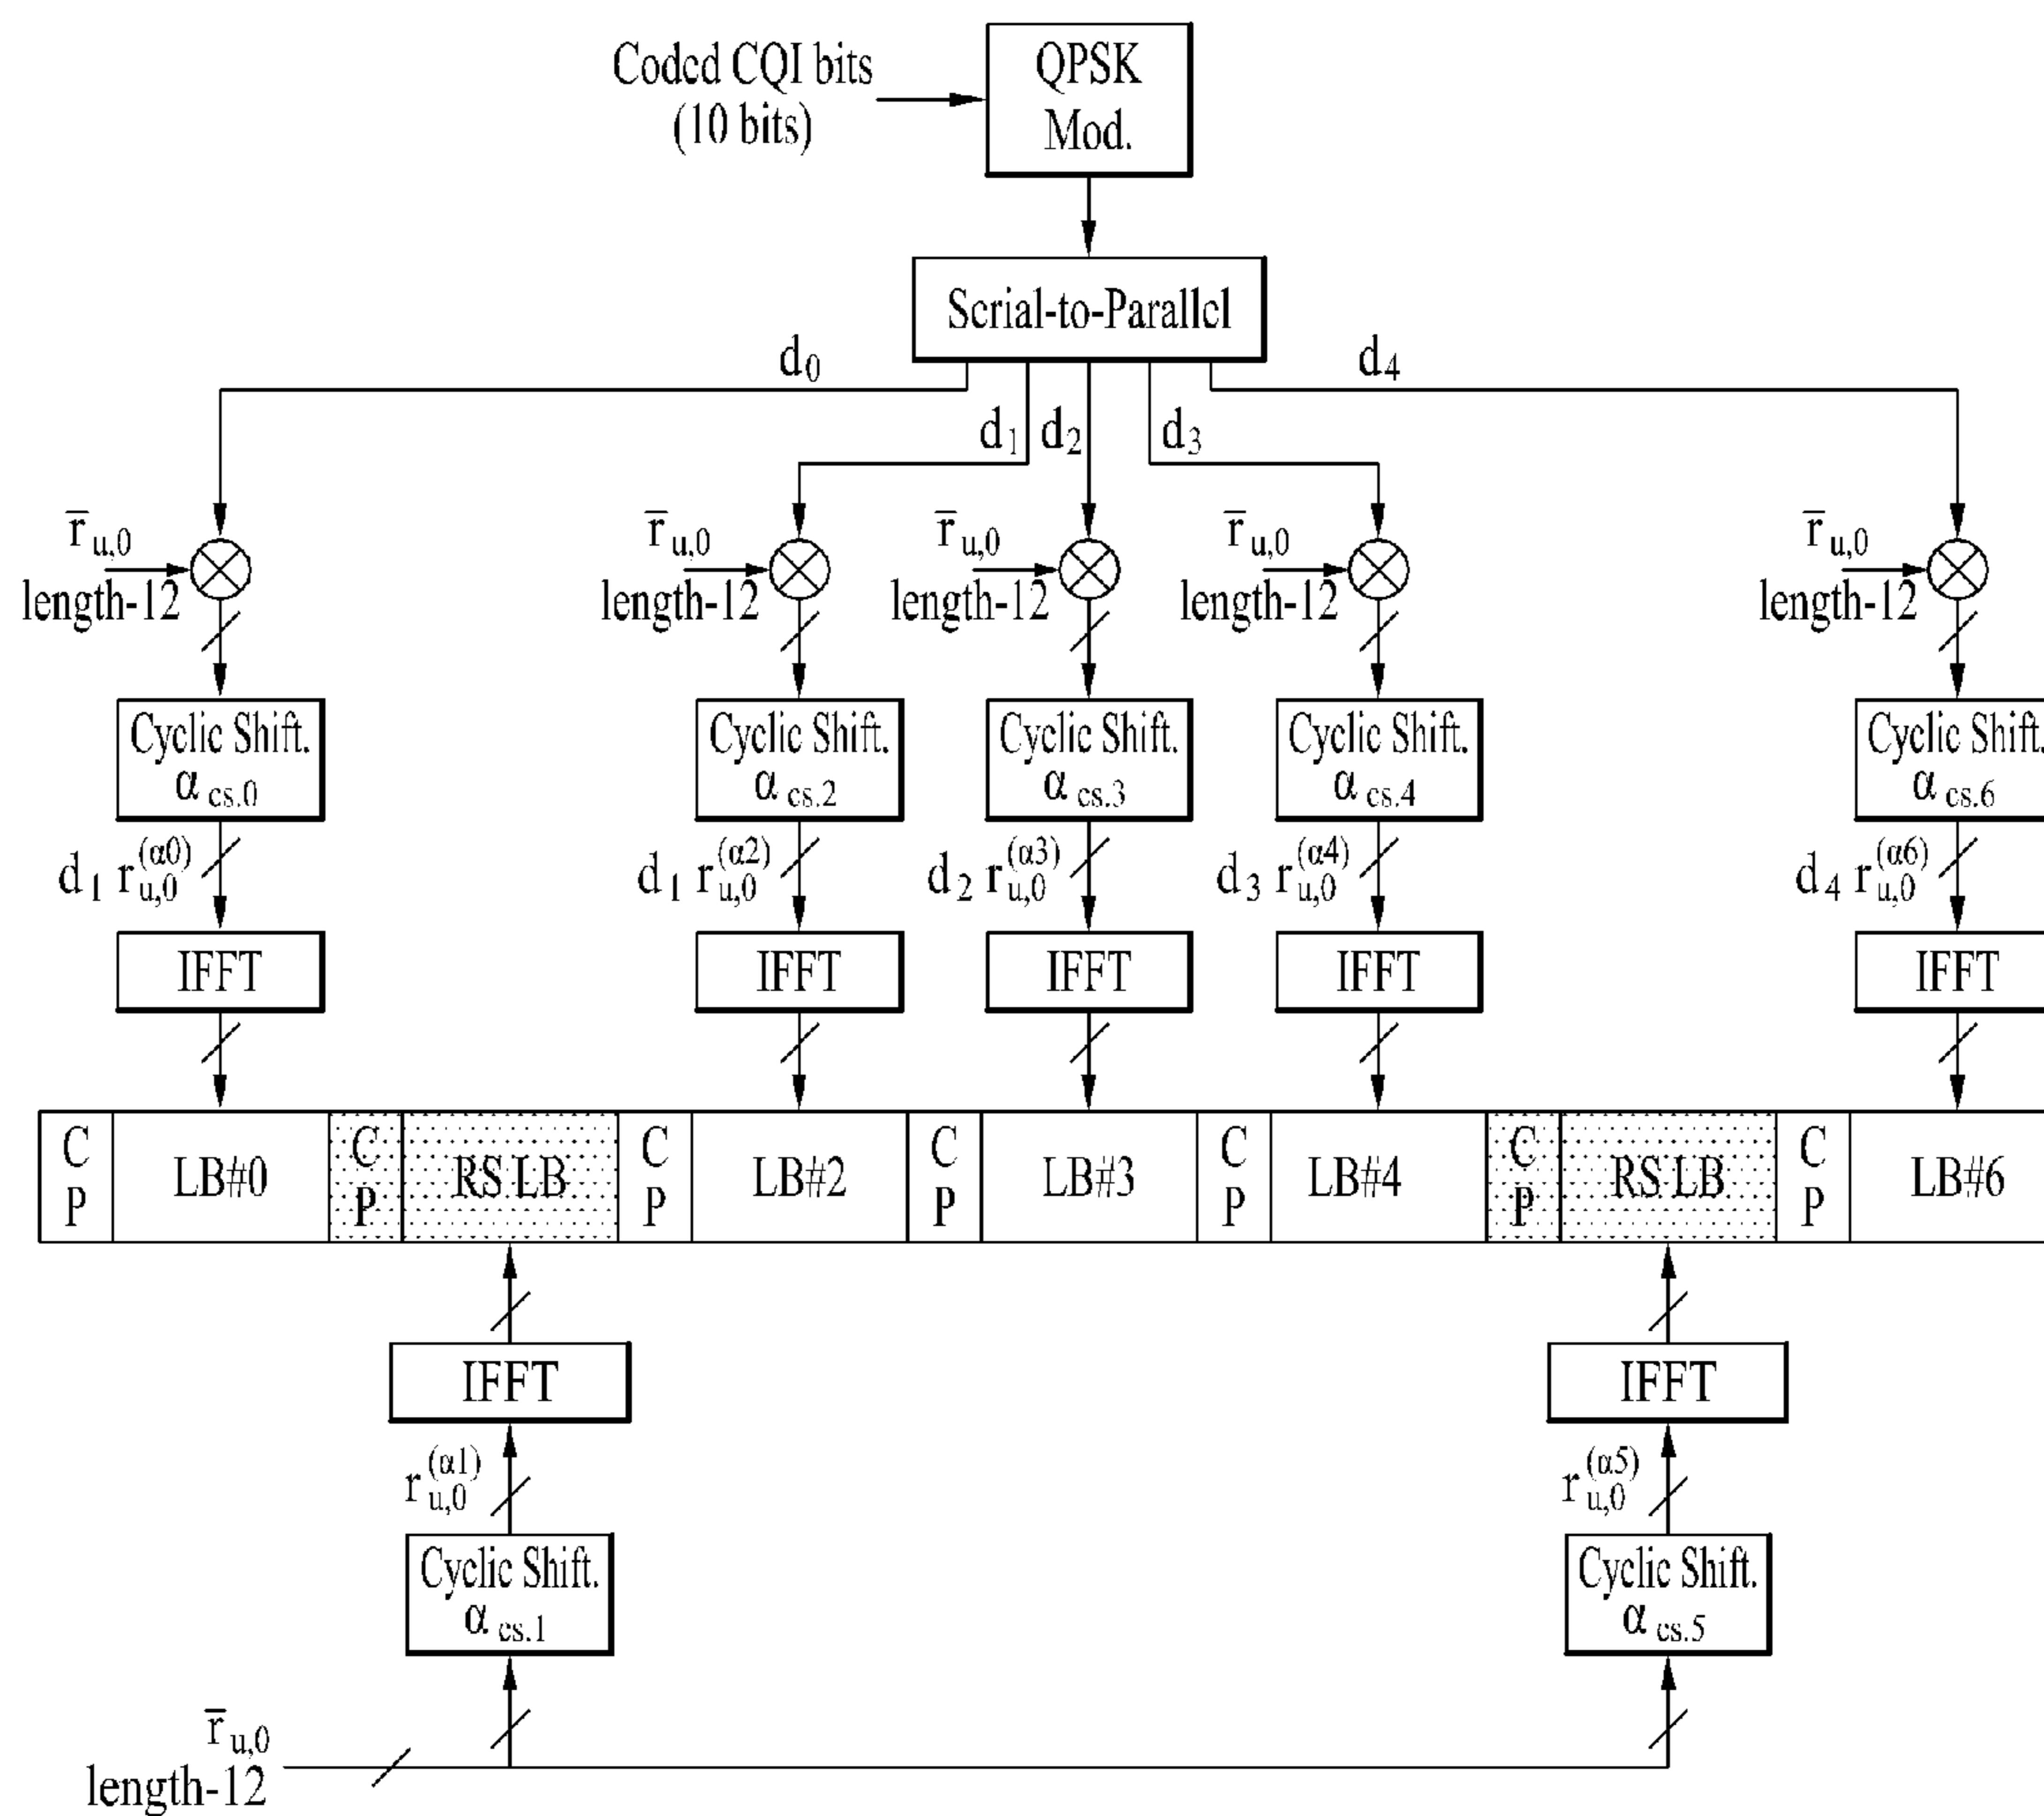 Coded CQI bits
(10 bits)
QPSK
Mod.
Serial-to-Parallel
d0
d4
d1
d2
d3
r̄u,0
length-12
r̄u,0
length-12
r̄u,0
length-12
r̄u,0
length-12
r̄u,0
length-12
Cyclic Shift.
αcs.0
Cyclic Shift.
αcs.2
Cyclic Shift.
αcs.3
Cyclic Shift.
αcs.4
Cyclic Shift.
αcs.6
d1 ru,0(α0)
d1 ru,0(α2)
d2 ru,0(α3)
d3 ru,0(α4)
d4 ru,0(α6)
IFFT
IFFT
IFFT
IFFT
IFFT
CP
LB#0
CP
RS LB
CP
LB#2
CP
LB#3
CP
LB#4
CP
RS LB
CP
LB#6
IFFT
IFFT
ru,0(α1)
ru,0(α5)
Cyclic Shift.
αcs.1
Cyclic Shift.
αcs.5
r̄u,0
length-12